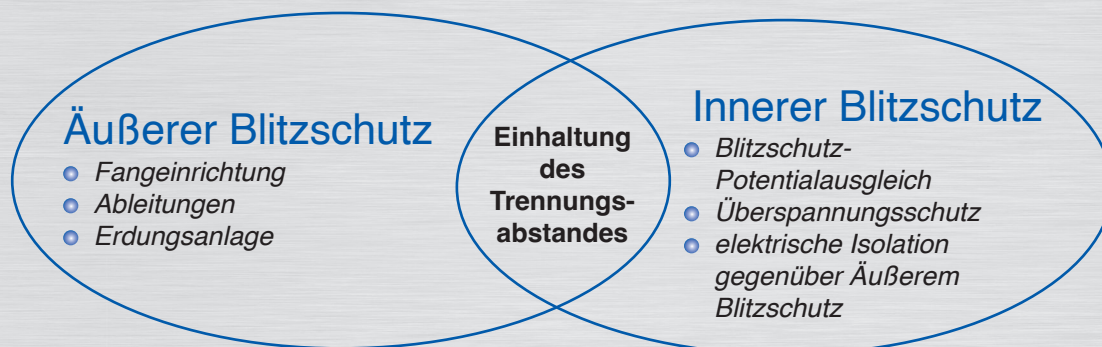 Äußerer Blitzschutz
Fangeinrichtung
Ableitungen
Erdungsanlage
Einhaltung
des
Trennungs-
abstandes
Innerer Blitzschutz
Blitzschutz-
Potentialausgleich
Überspannungsschutz
elektrische Isolation
gegenüber Äußerem
Blitzschutz